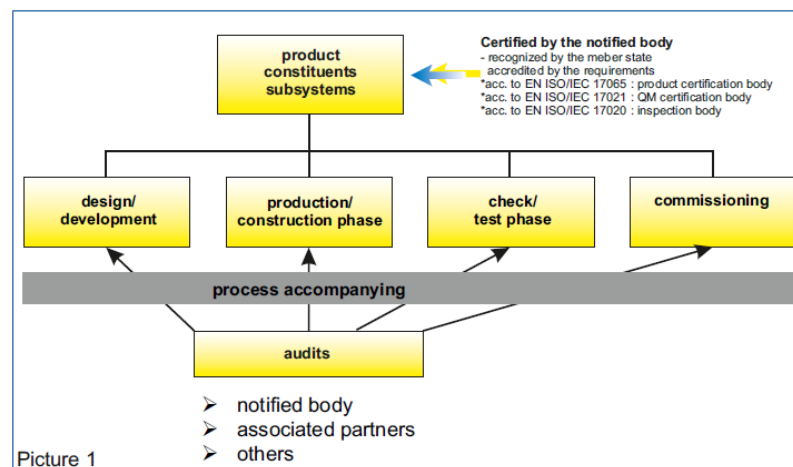 product
constituents
subsystems
Certified by the notified body
- recognized by the meber state
accredited by the requirements
*acc. to EN ISO/IEC 17065 : product certification body
*acc. to EN ISO/IEC 17021 : QM certification body
*acc. to EN ISO/IEC 17020 : inspection body
design/
development
production/
construction phase
check/
test phase
commissioning
process accompanying
audits
➢ notified body
➢ associated partners
➢ others
Picture 1